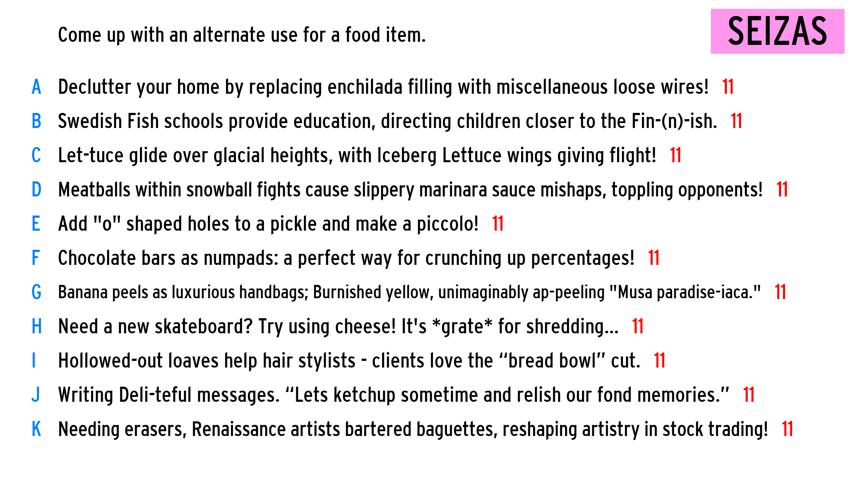 Come up with an alternate use for a food item.
SEIZAS
A Declutter your home by replacing enchilada filling with miscellaneous loose wires! 11
B Swedish Fish schools provide education, directing children closer to the Fin-(n)-ish. 11
C Let-tuce glide over glacial heights, with Iceberg Lettuce wings giving flight! 11
D Meatballs within snowball fights cause slippery marinara sauce mishaps, toppling opponents! 11
E Add "o" shaped holes to a pickle and make a piccolo! 11
F Chocolate bars as numpads: a perfect way for crunching up percentages! 11
G Banana peels as luxurious handbags; Burnished yellow, unimaginably ap-peeling "Musa paradise-iaca." 11
H Need a new skateboard? Try using cheese! It's *grate* for shredding... 11
I Hollowed-out loaves help hair stylists - clients love the “bread bowl” cut. 11
J Writing Deli-teful messages. “Lets ketchup sometime and relish our fond memories.” 11
K Needing erasers, Renaissance artists bartered baguettes, reshaping artistry in stock trading! 11